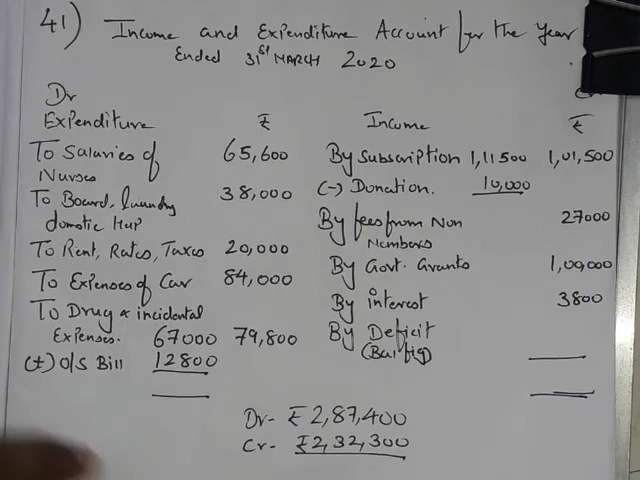 41) Income and Expenditure Account for the Year
Ended 31st MARCH 2020
Dr
Expenditure ₹ Income ₹
To Salaries of 65,600 By Subscription 1,11500 1,01,500
Nurses (-) Donation. 10,000
To Board, laundry 38,000
domotic Help By fees from Non 27000
Members
To Rent, Rates, Taxes 20,000 By Govt. Grants 1,00,000
To Expenses of Car 84,000 By interest 3800
To Drug & incidental By Deficit
Expenses. 67000 79,800 (Bal fig)
(+) O/S Bill 12800
Dr- ₹ 2,87,400
Cr- ₹2,32,300